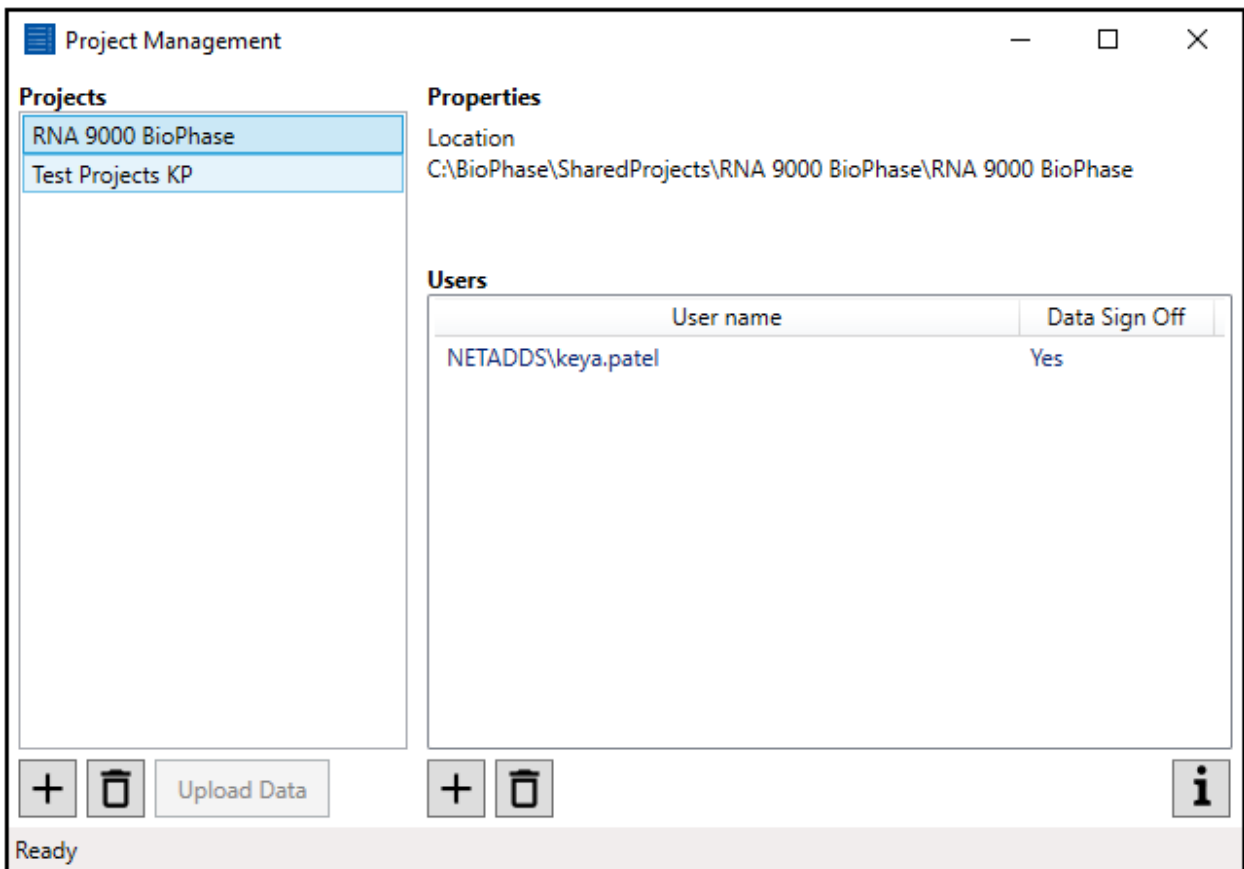 Project Management
Projects
RNA 9000 BioPhase
Test Projects KP
Upload Data
Properties
Location
C:\BioPhase\SharedProjects\RNA 9000 BioPhase\RNA 9000 BioPhase
Users
User name Data Sign Off
NETADDS\keya.patel Yes
Ready